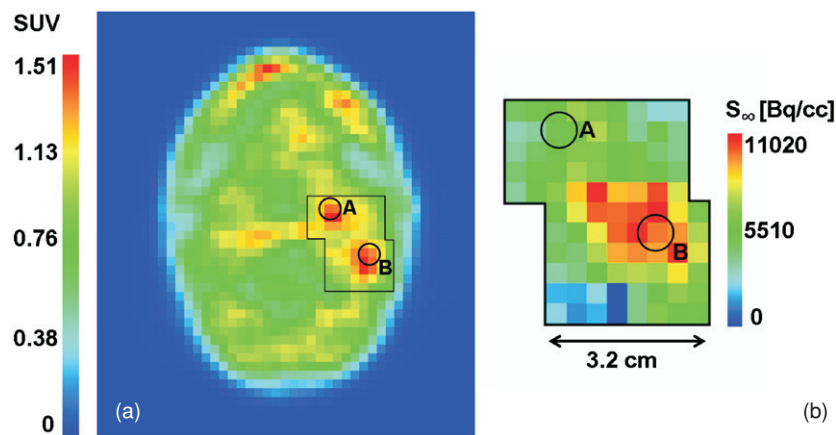 SUV
1.51
1.13
0.76
0.38
0
A
B
(a)
A
B
S∞ [Bq/cc]
11020
5510
0
3.2 cm
(b)